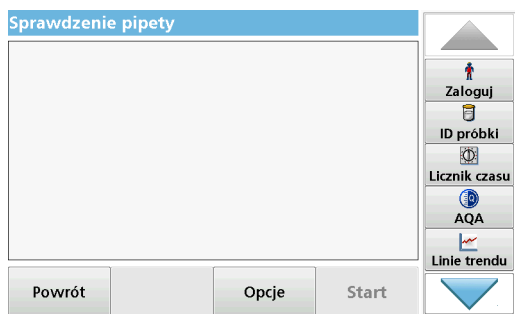 Sprawdzenie pipety
Zaloguj
ID próbki
Licznik czasu
AQA
Linie trendu
Powrót
Opcje
Start